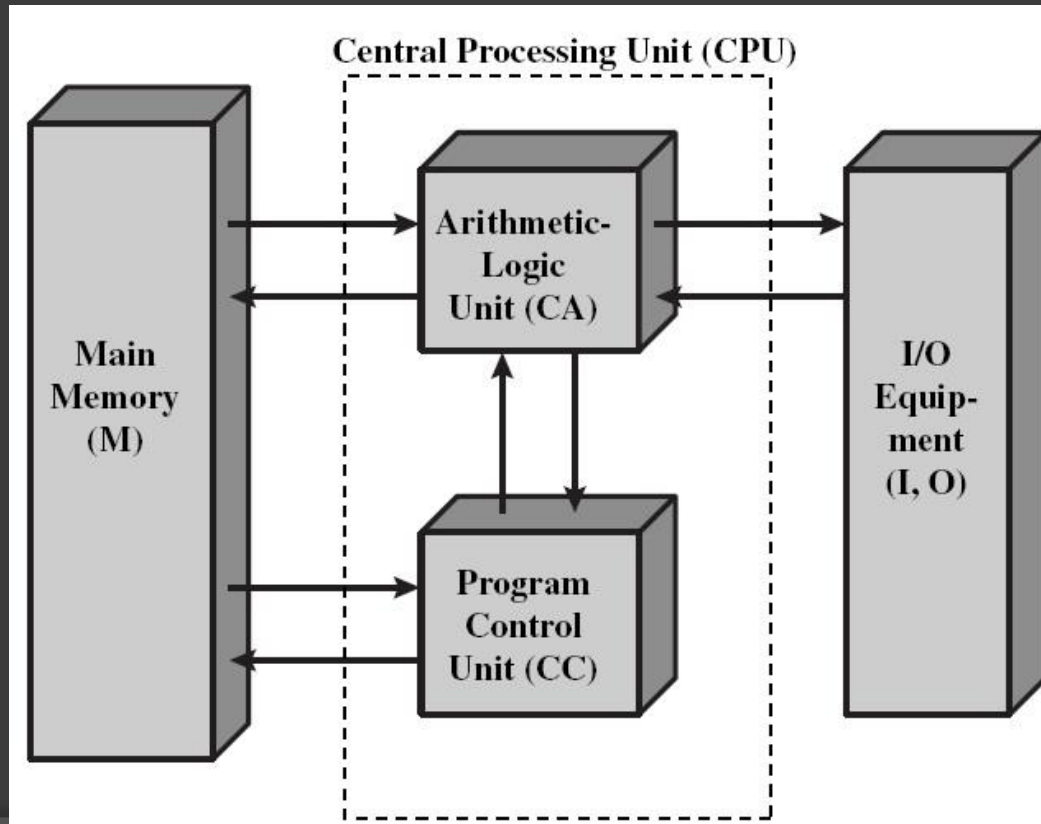 Central Processing Unit (CPU)
Main
Memory
(M)
Arithmetic-
Logic
Unit (CA)
Program
Control
Unit (CC)
I/O
Equip-
ment
(I, O)